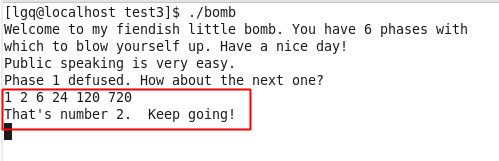 [lgq@localhost test3]$ ./bomb
Welcome to my fiendish little bomb. You have 6 phases with
which to blow yourself up. Have a nice day!
Public speaking is very easy.
Phase 1 defused. How about the next one?
1 2 6 24 120 720
That's number 2.  Keep going!